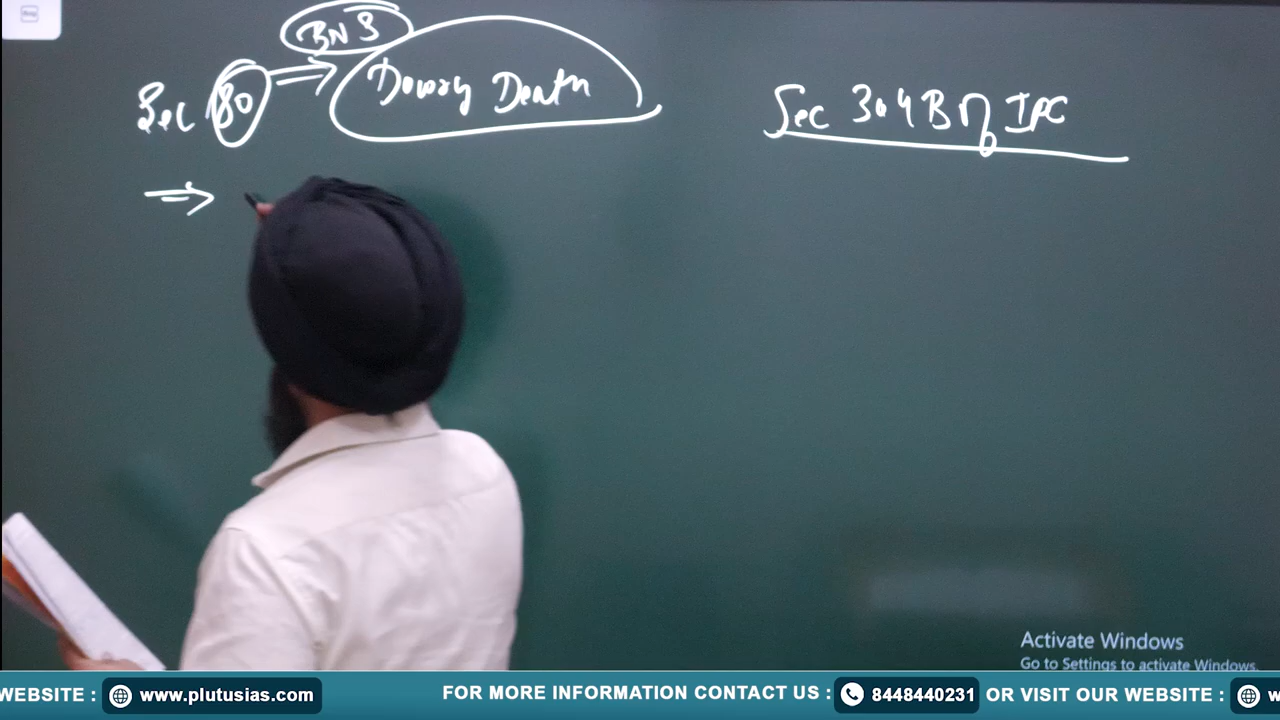 BNS
Sec 80 ⇒ Dowry Death
Sec 304B of IPC
⇒
Activate Windows
Go to Settings to activate Windows.
WEBSITE : www.plutusias.com FOR MORE INFORMATION CONTACT US : 8448440231 OR VISIT OUR WEBSITE : w